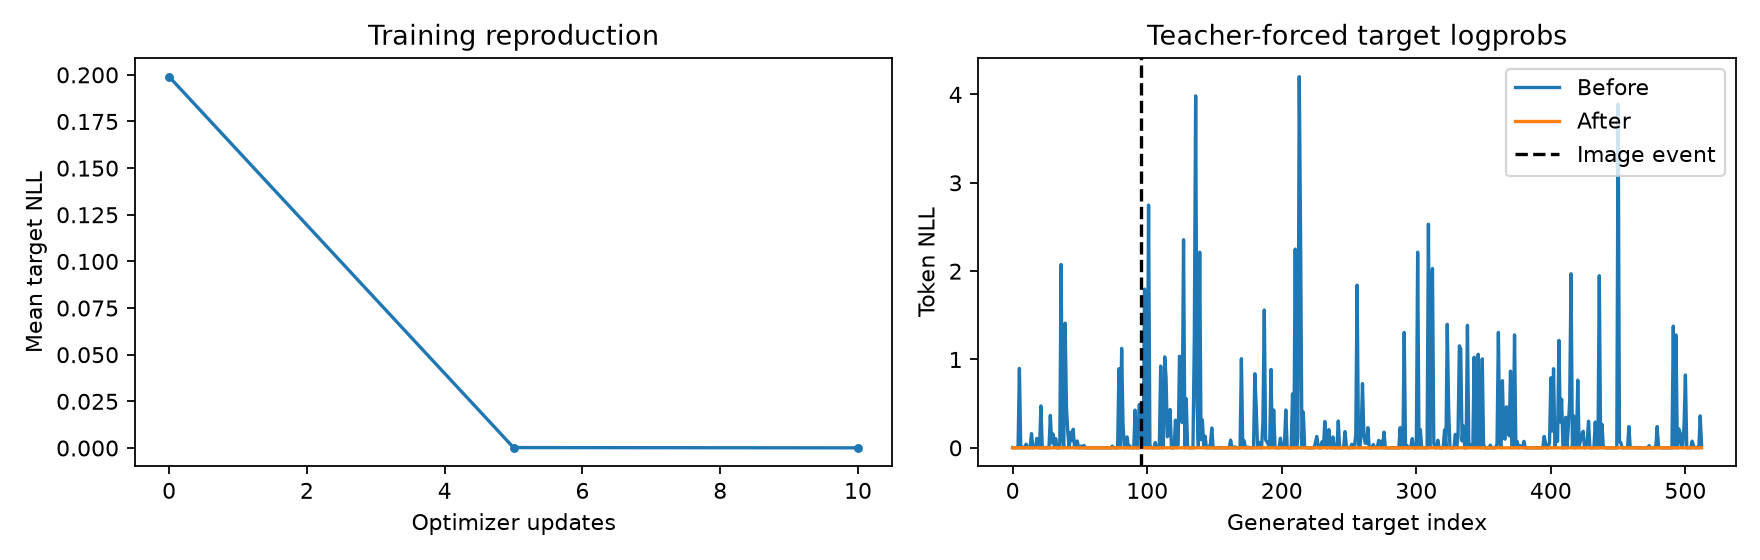 Training reproduction
Mean target NLL
0.200
0.175
0.150
0.125
0.100
0.075
0.050
0.025
0.000
0 2 4 6 8 10
Optimizer updates
Teacher-forced target logprobs
Token NLL
4
3
2
1
0
Before
After
Image event
0 100 200 300 400 500
Generated target index